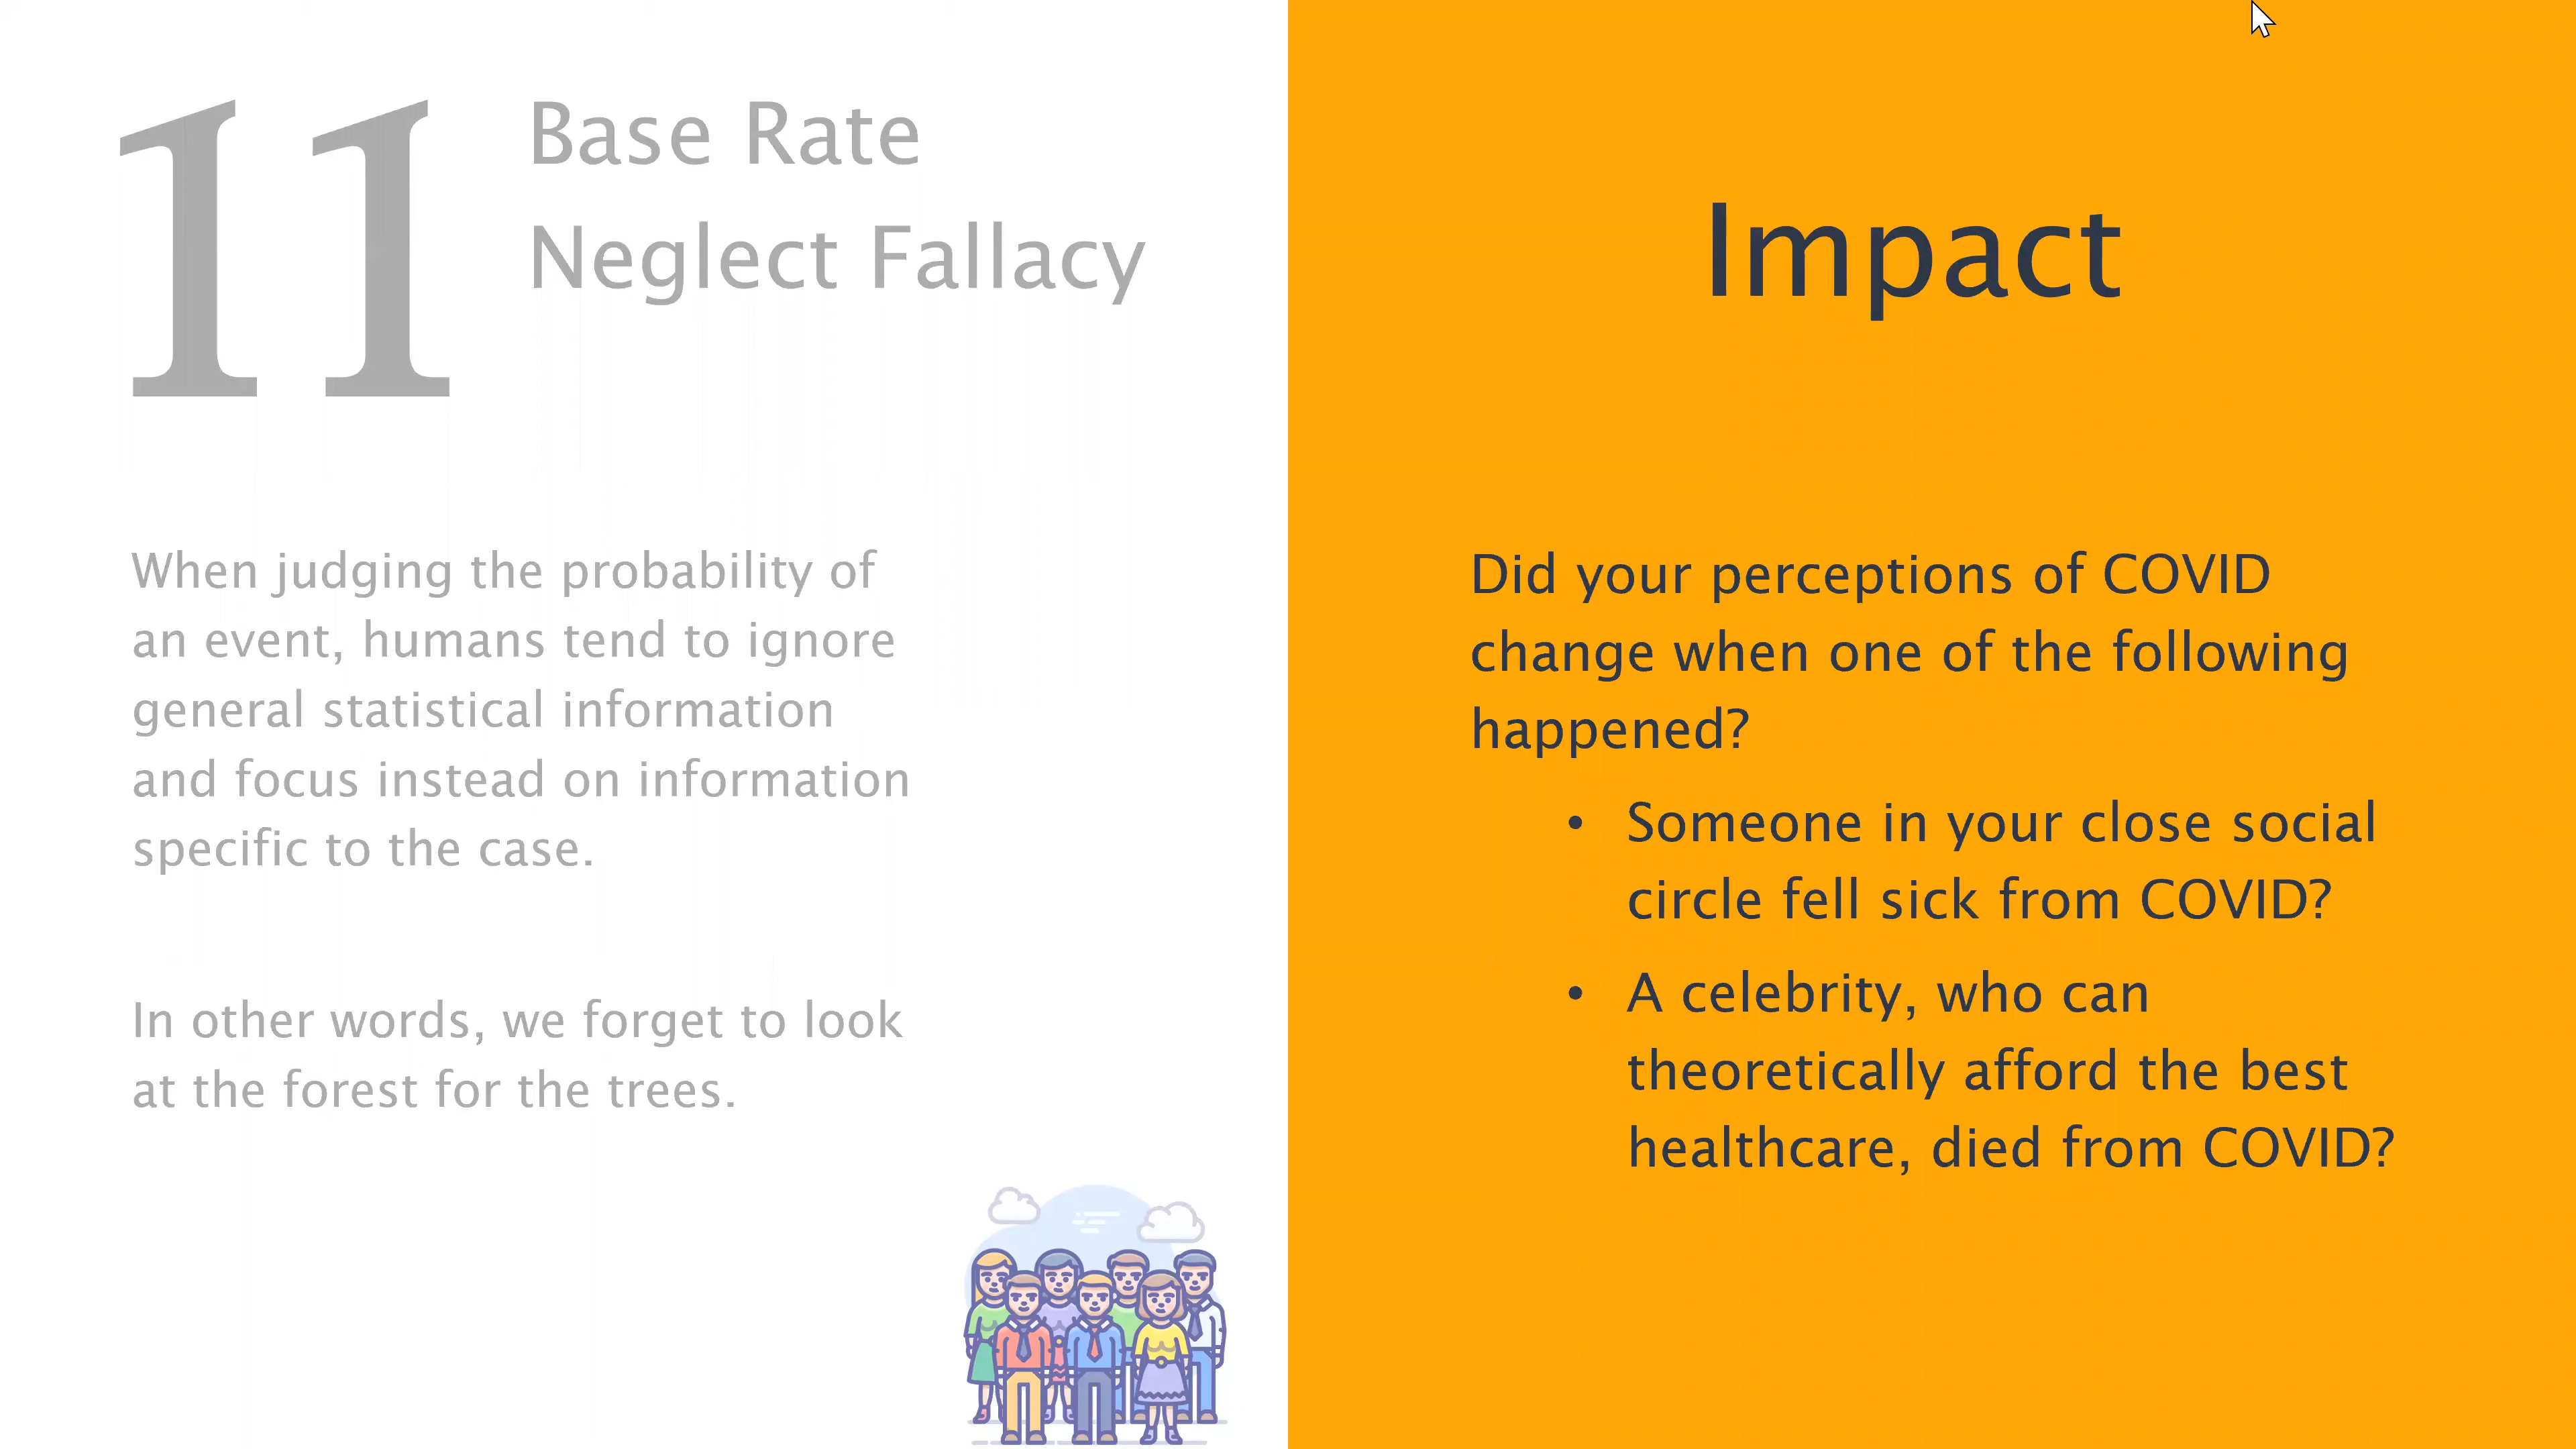 11
Base Rate
Neglect Fallacy
When judging the probability of
an event, humans tend to ignore
general statistical information
and focus instead on information
specific to the case.
In other words, we forget to look
at the forest for the trees.
Impact
Did your perceptions of COVID
change when one of the following
happened?
• Someone in your close social
circle fell sick from COVID?
• A celebrity, who can
theoretically afford the best
healthcare, died from COVID?